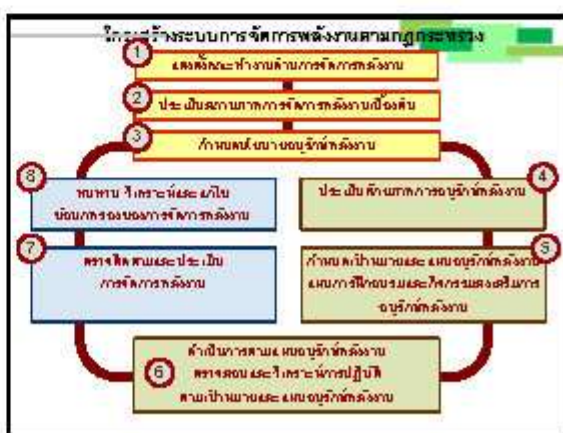 โครงสร้างระบบการจัดการพลังงานตามกฎกระทรวง
1
แต่งตั้งคณะทำงานด้านการจัดการพลังงาน
2
ประเมินสถานภาพการจัดการพลังงานเบื้องต้น
3
กำหนดนโยบายอนุรักษ์พลังงาน
8
ทบทวน วิเคราะห์และแก้ไข
ข้อบกพร่องของการจัดการพลังงาน
4
ประเมินศักยภาพการอนุรักษ์พลังงาน
7
ตรวจติดตามและประเมิน
การจัดการพลังงาน
5
กำหนดเป้าหมายและแผนอนุรักษ์พลังงาน
แผนการฝึกอบรมและกิจกรรมส่งเสริมการ
อนุรักษ์พลังงาน
6
ดำเนินการตามแผนอนุรักษ์พลังงาน
ตรวจสอบและวิเคราะห์การปฏิบัติ
ตามเป้าหมายและแผนอนุรักษ์พลังงาน